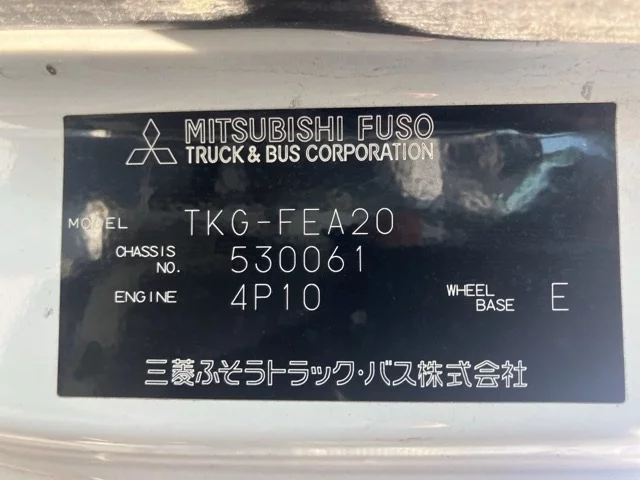 MITSUBISHI FUSO
TRUCK & BUS CORPORATION
MODEL TKG-FEA20
CHASSIS NO. 530061
ENGINE 4P10 WHEEL BASE E
三菱ふそうトラック・バス株式会社